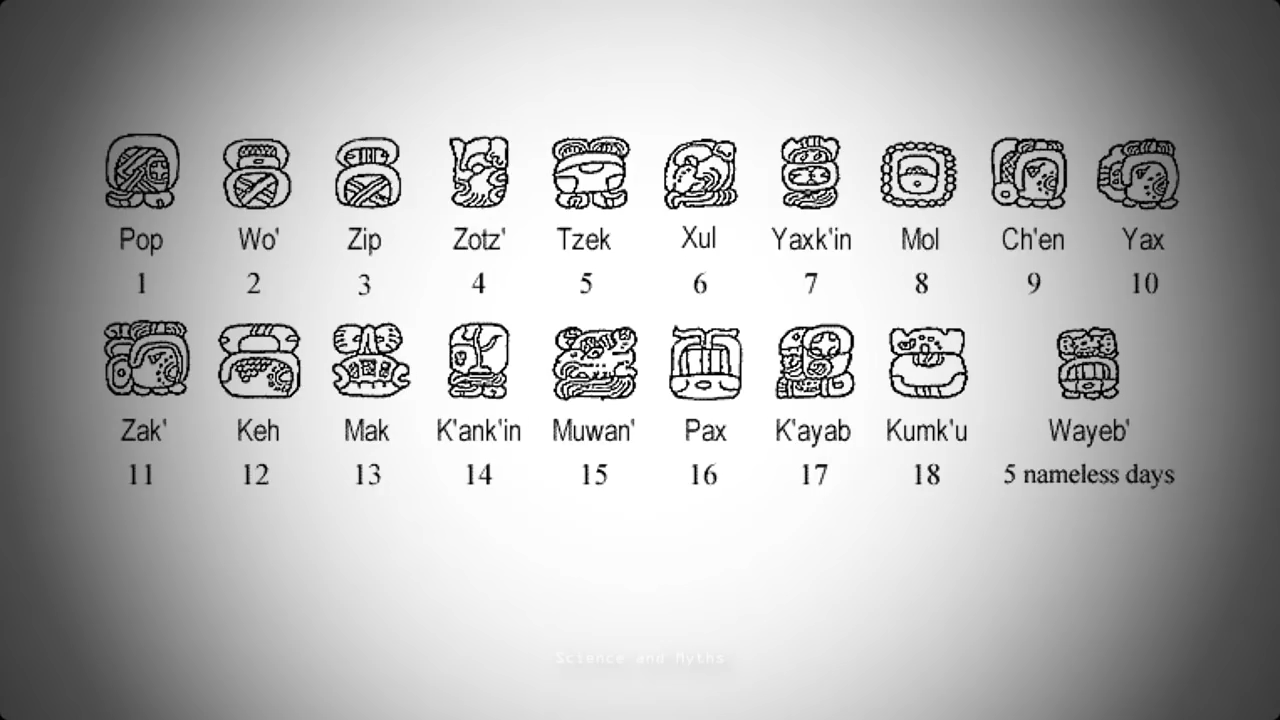 Pop Wo' Zip Zotz' Tzek Xul Yaxk'in Mol Ch'en Yax
1 2 3 4 5 6 7 8 9 10
Zak' Keh Mak K'ank'in Muwan' Pax K'ayab Kumk'u Wayeb'
11 12 13 14 15 16 17 18 5 nameless days
Science and Myths